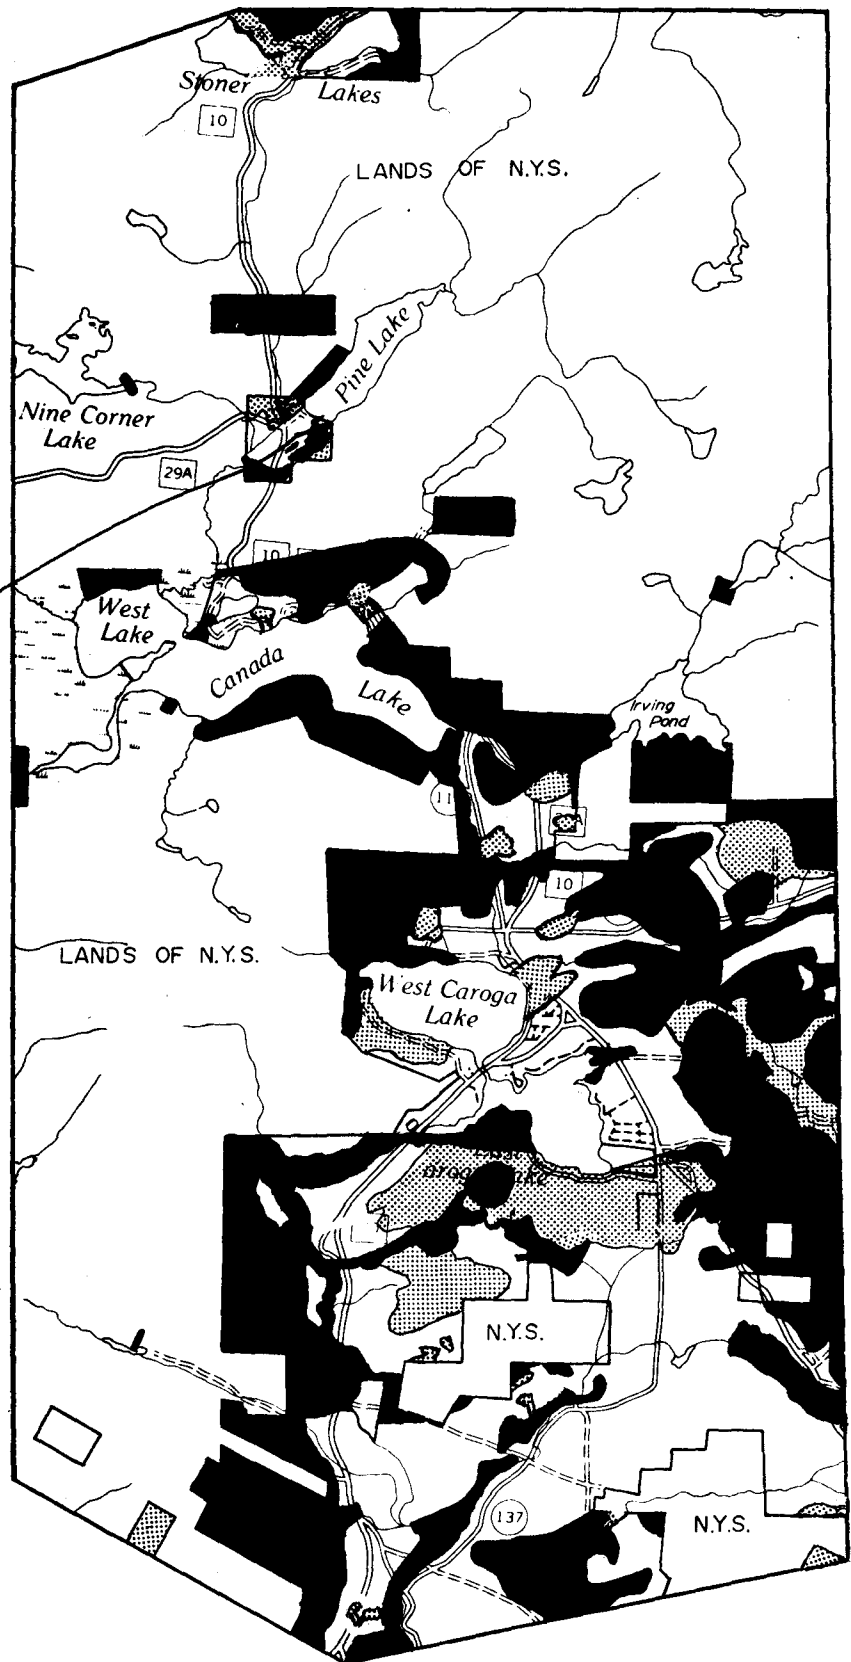 Stoner Lakes
10
LANDS OF N.Y.S.
Pine Lake
Nine Corner
Lake
29A
10
West
Lake
Canada
Lake
Irving
Pond
11
10
LANDS OF N.Y.S.
West Caroga
Lake
N.Y.S.
137
N.Y.S.